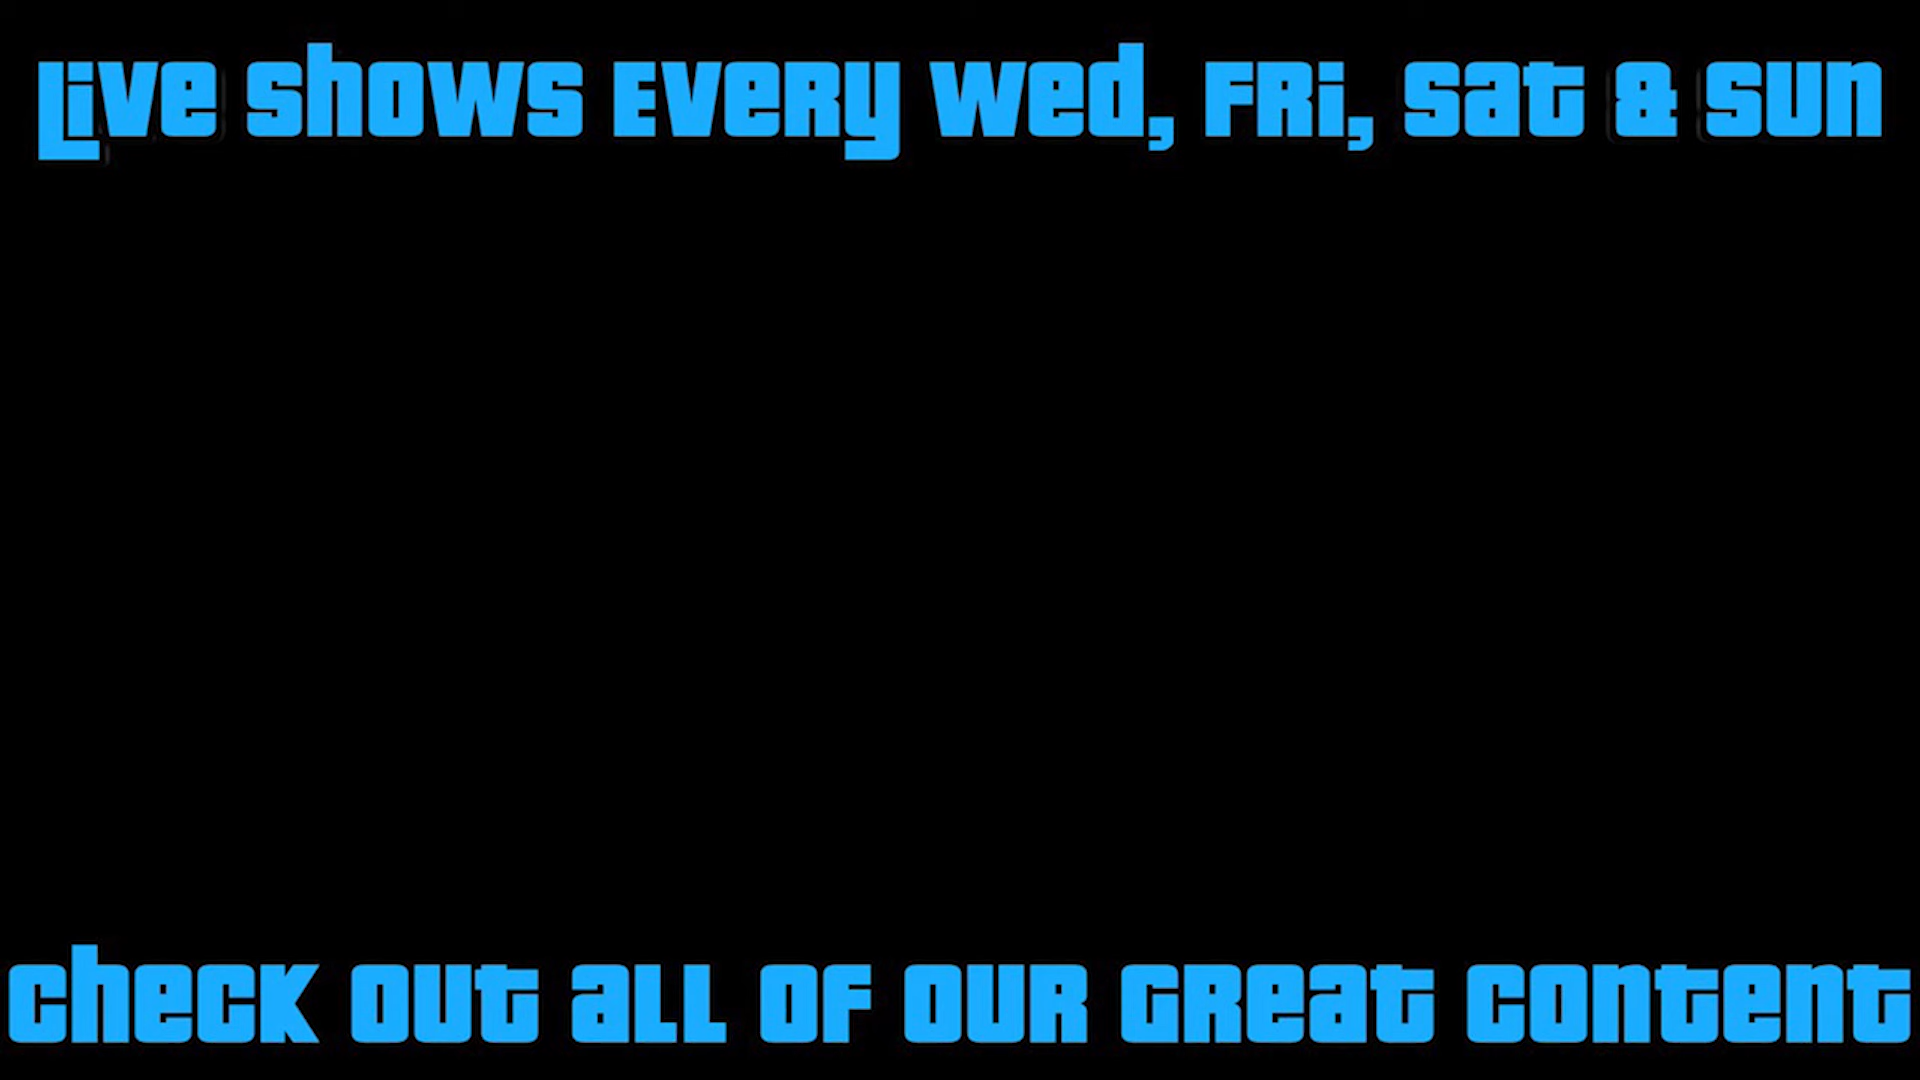 Live shows Every Wed, Fri, Sat & Sun
Check out all of our great content